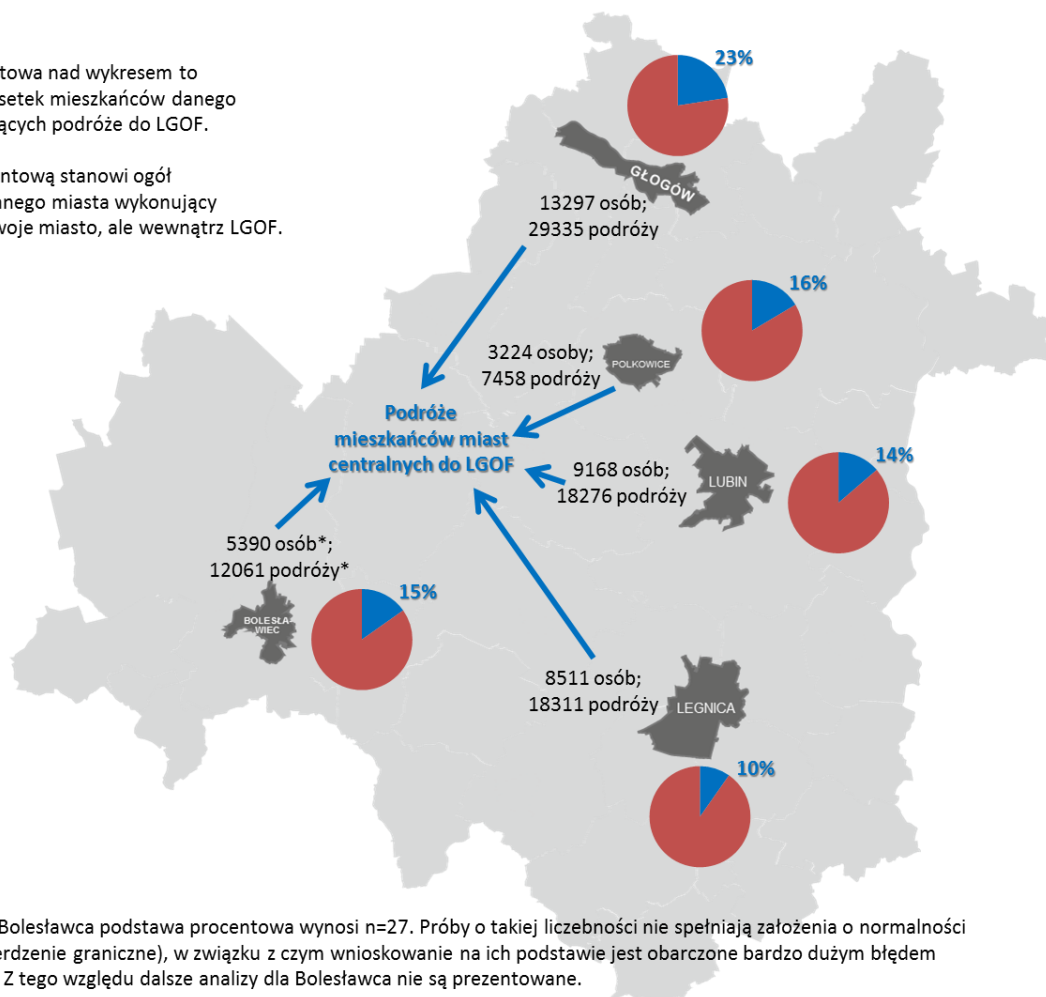 towa nad wykresem to
setek mieszkańców danego
ących podróże do LGOF.
ntową stanowi ogół
nego miasta wykonujący
woje miasto, ale wewnątrz LGOF.
23%
GŁOGÓW
13297 osób;
29335 podróży
16%
3224 osoby;
7458 podróży
POLKOWICE
Podróże
mieszkańców miast
centralnych do LGOF
14%
9168 osób;
18276 podróży
LUBIN
5390 osób*;
12061 podróży*
15%
BOLESŁA
WIEC
8511 osób;
18311 podróży
LEGNICA
10%
Bolesławca podstawa procentowa wynosi n=27. Próby o takiej liczebności nie spełniają założenia o normalności
erdzenie graniczne), w związku z czym wnioskowanie na ich podstawie jest obarczone bardzo dużym błędem
Z tego względu dalsze analizy dla Bolesławca nie są prezentowane.